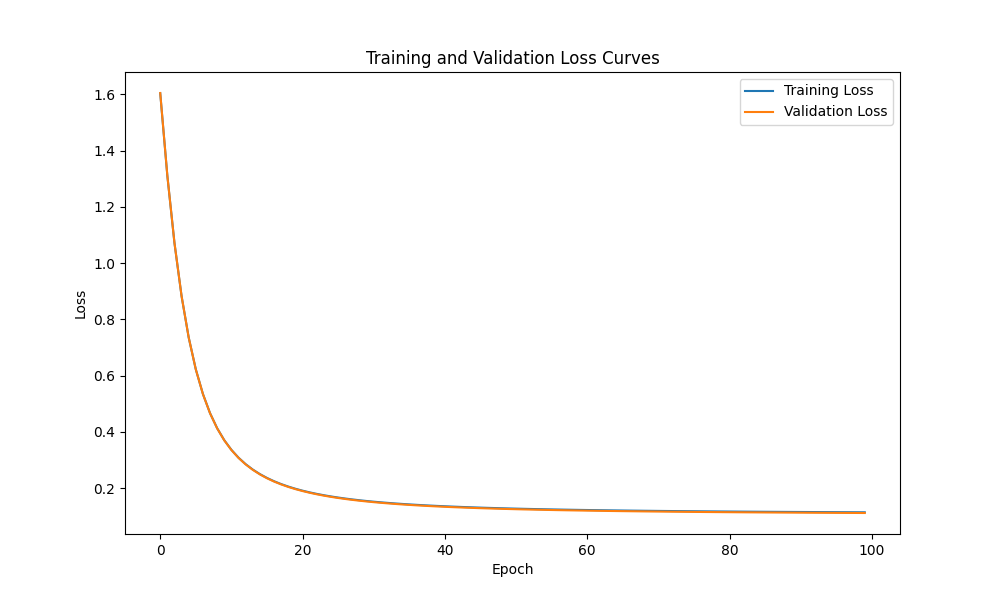 Training and Validation Loss Curves
Training Loss
Validation Loss
1.6
1.4
1.2
1.0
0.8
0.6
0.4
0.2
Loss
0 20 40 60 80 100
Epoch